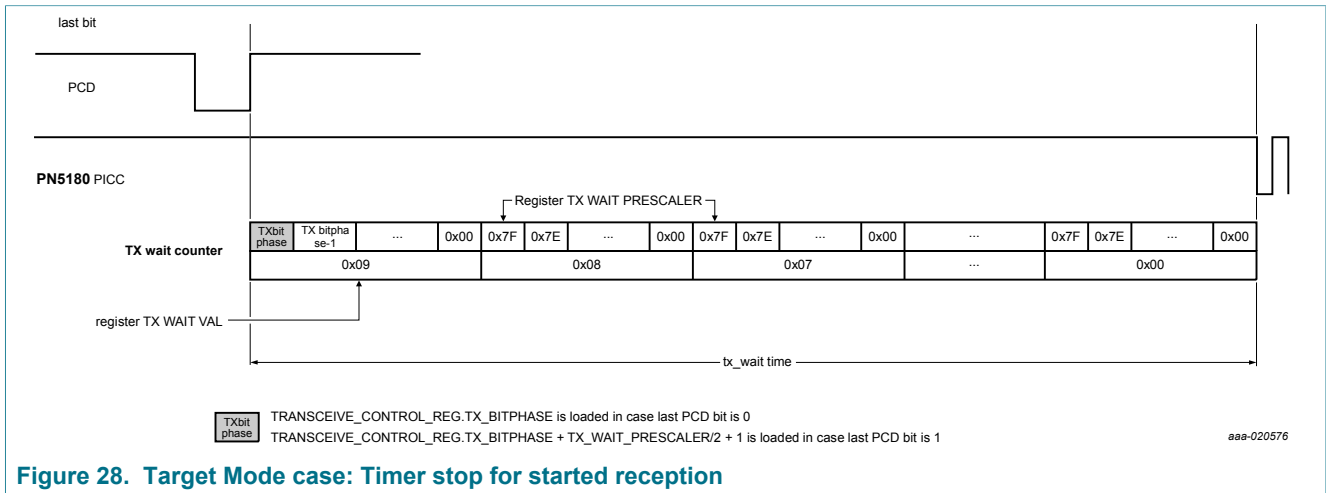 last bit
PCD
PN5180 PICC
Register TX WAIT PRESCALER
TX wait counter
TXbit
phase
TX bitpha
se-1
... 0x00 0x7F 0x7E ... 0x00 0x7F 0x7E ... 0x00 ... 0x7F 0x7E ... 0x00
0x09 0x08 0x07 ... 0x00
register TX WAIT VAL
tx_wait time
TXbit
phase
TRANSCEIVE_CONTROL_REG.TX_BITPHASE is loaded in case last PCD bit is 0
TRANSCEIVE_CONTROL_REG.TX_BITPHASE + TX_WAIT_PRESCALER/2 + 1 is loaded in case last PCD bit is 1
aaa-020576
Figure 28. Target Mode case: Timer stop for started reception